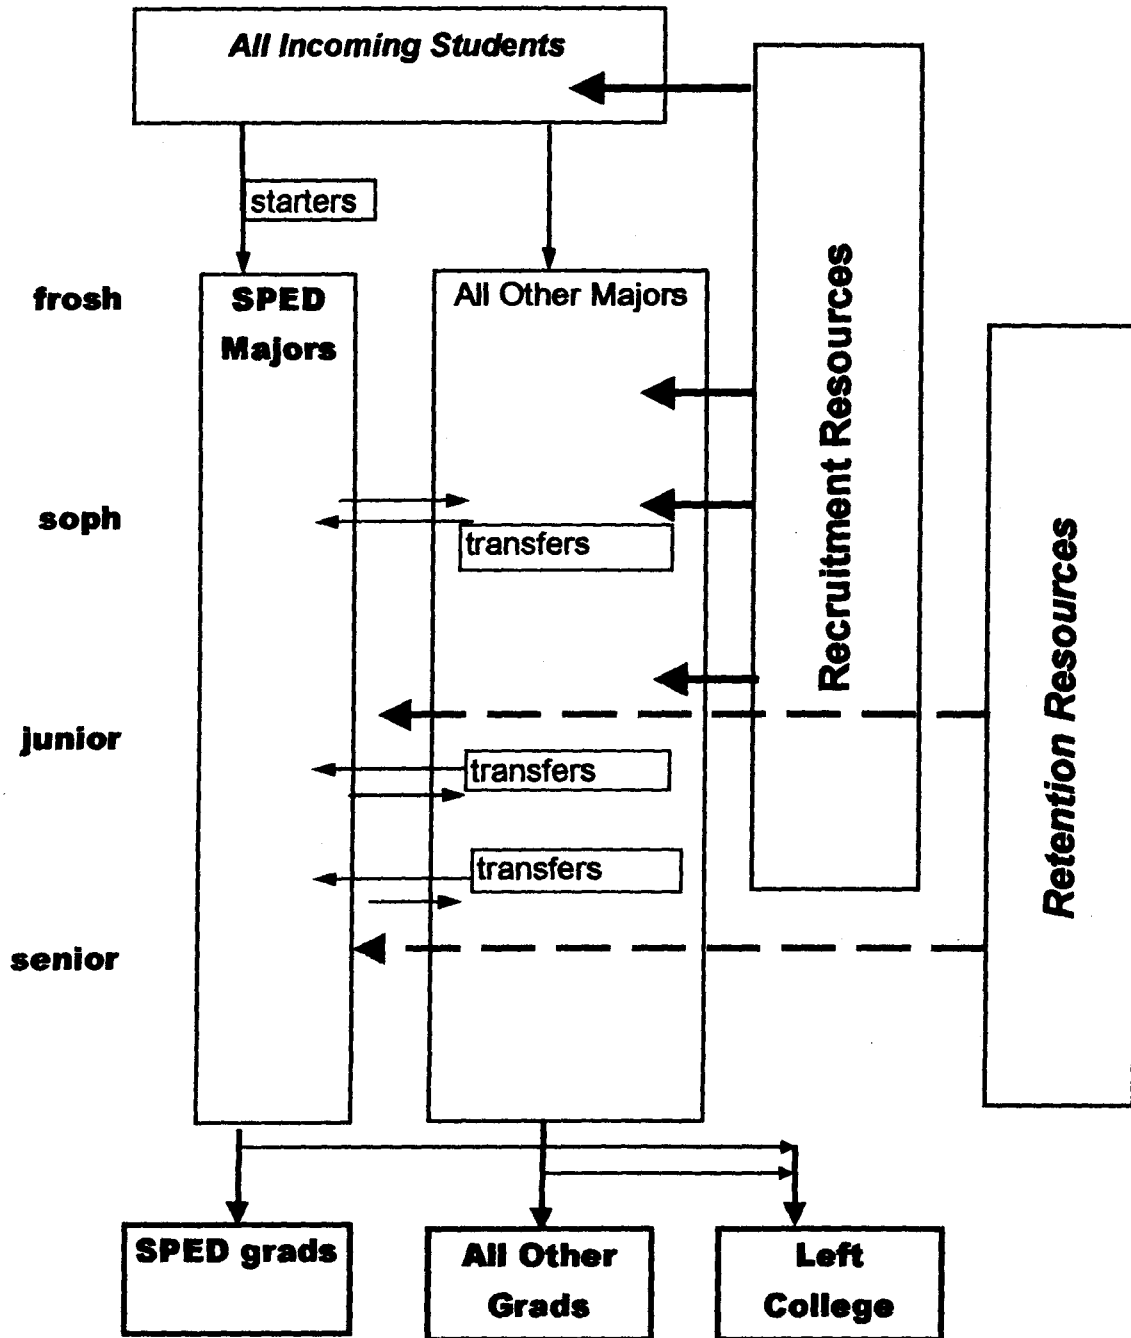 All Incoming Students
starters
frosh
SPED
Majors
All Other Majors
soph
transfers
junior
transfers
transfers
senior
Recruitment Resources
Retention Resources
SPED grads
All Other
Grads
Left
College